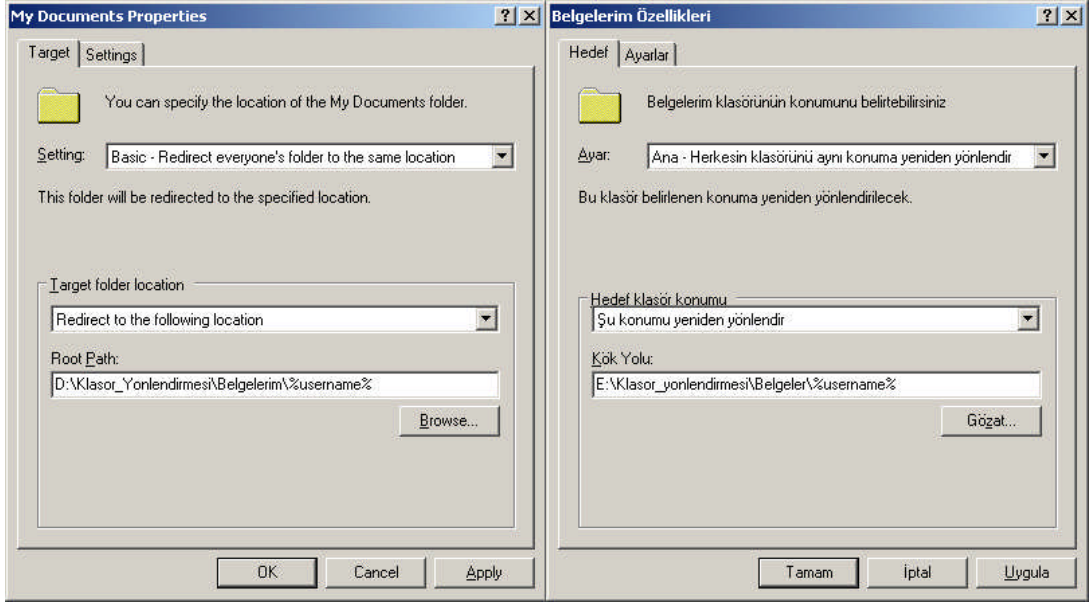 My Documents Properties
Target
Settings
You can specify the location of the My Documents folder.
Setting:
Basic - Redirect everyone's folder to the same location
This folder will be redirected to the specified location.
Target folder location
Redirect to the following location
Root Path:
D:\Klasor_Yonlendirmesi\Belgelerim\%username%
Browse...
OK
Cancel
Apply
Belgelerim Özellikleri
Hedef
Ayarlar
Belgelerim klasörünün konumunu belirtebilirsiniz
Ayar:
Ana - Herkesin klasörünü aynı konuma yeniden yönlendir
Bu klasör belirlenen konuma yeniden yönlendirilecek.
Hedef klasör konumu
Şu konumu yeniden yönlendir
Kök Yolu:
E:\Klasor_yonlendirmesi\Belgeler\%username%
Gözat...
Tamam
İptal
Uygula